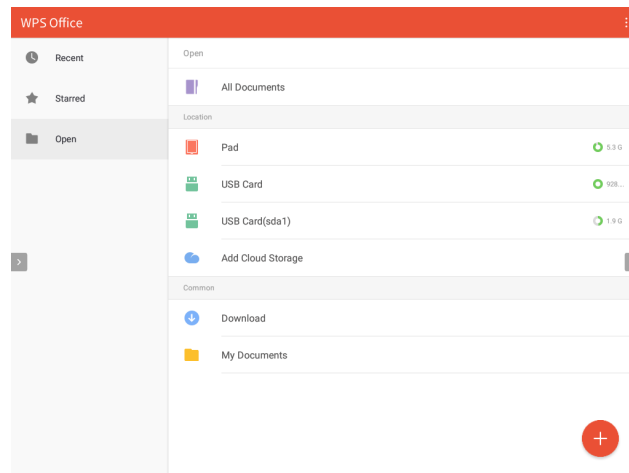 WPS Office
Recent
Starred
Open
Open
All Documents
Location
Pad
5.3 G
USB Card
928...
USB Card(sda1)
1.9 G
Add Cloud Storage
Common
Download
My Documents